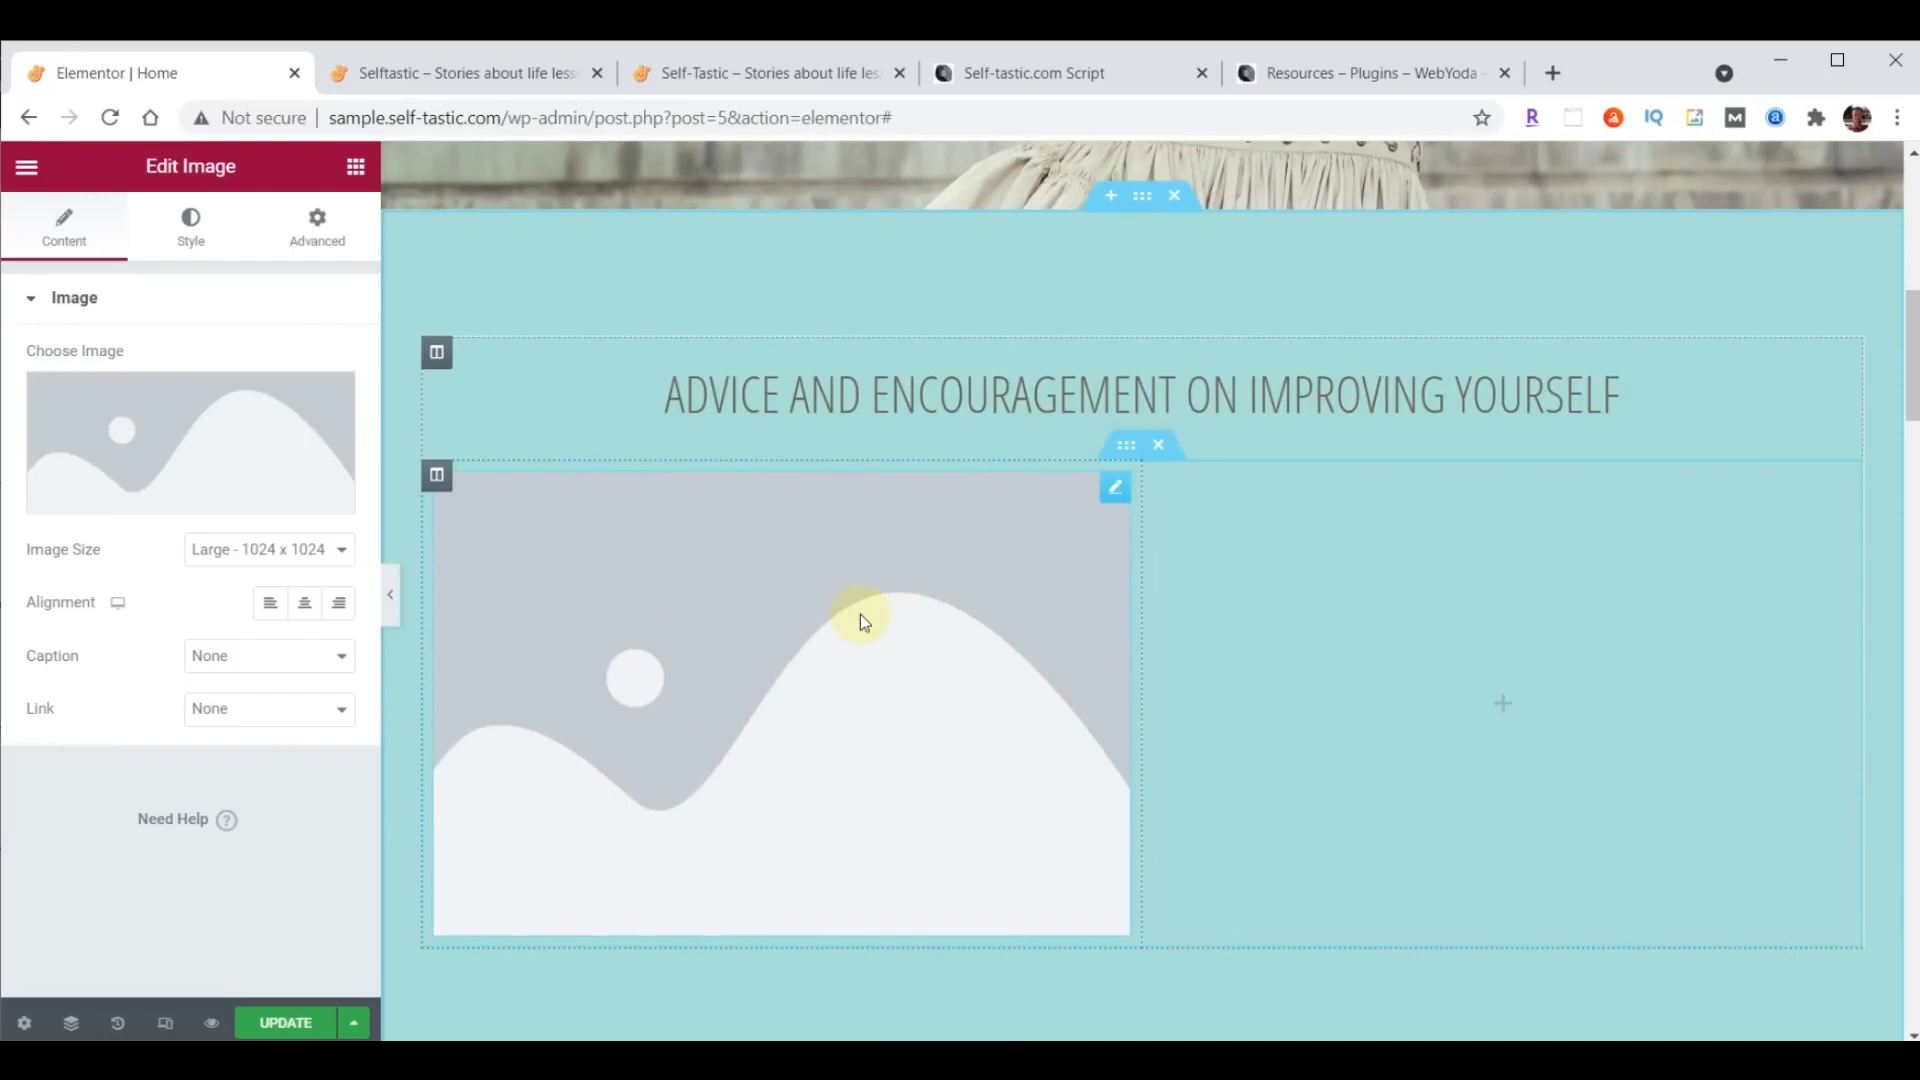 Elementor | Home
Selftastic – Stories about life less
Self-Tastic – Stories about life les
Self-tastic.com Script
Resources – Plugins – WebYoda –
Not secure | sample.self-tastic.com/wp-admin/post.php?post=5&action=elementor#
R
a
IQ
M
a
Edit Image
Content
Style
Advanced
Image
Choose Image
Image Size
Large - 1024 x 1024
Alignment
Caption
None
Link
None
Need Help ?
UPDATE
ADVICE AND ENCOURAGEMENT ON IMPROVING YOURSELF